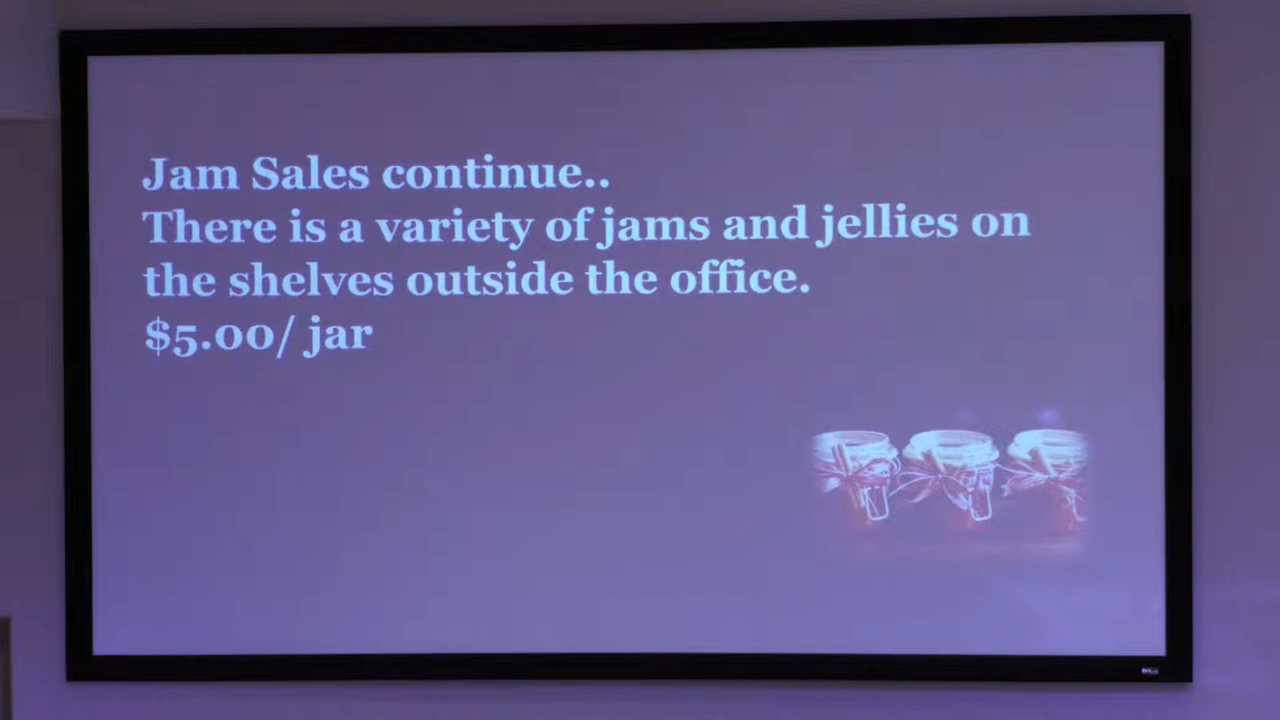 Jam Sales continue..
There is a variety of jams and jellies on
the shelves outside the office.
$5.00/ jar